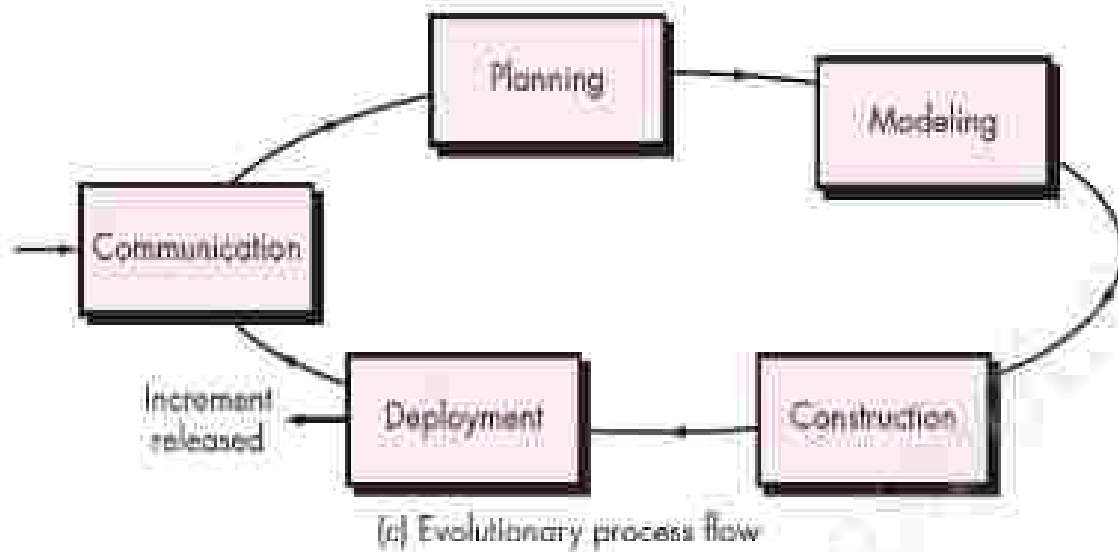 Planning
Modeling
Communication
Increment
released
Deployment
Construction
(c) Evolutionary process flow